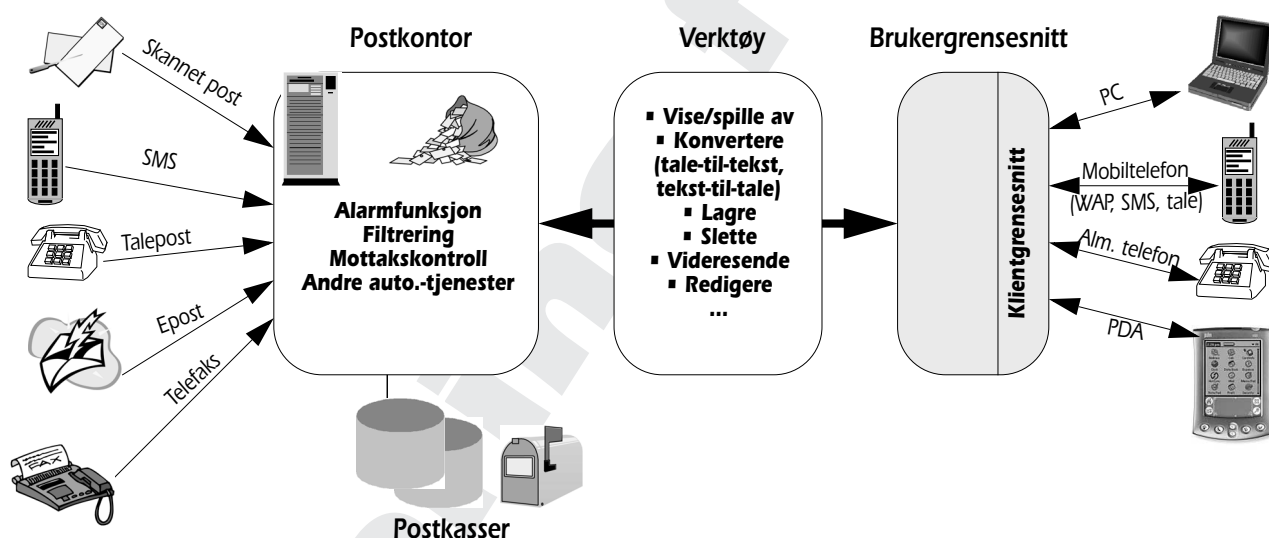 Postkontor
Verktøy
Brukergrensesnitt
Skannet post
SMS
Talepost
Epost
Telefaks
FAX
Alarmfunksjon
Filtrering
Mottakskontroll
Andre auto.-tjenester
Postkasser
▪ Vise/spille av
▪ Konvertere
(tale-til-tekst,
tekst-til-tale)
▪ Lagre
▪ Slette
▪ Videresende
▪ Redigere
...
Klientgrensesnitt
PC
Mobiltelefon
(WAP, SMS, tale)
Alm. telefon
PDA